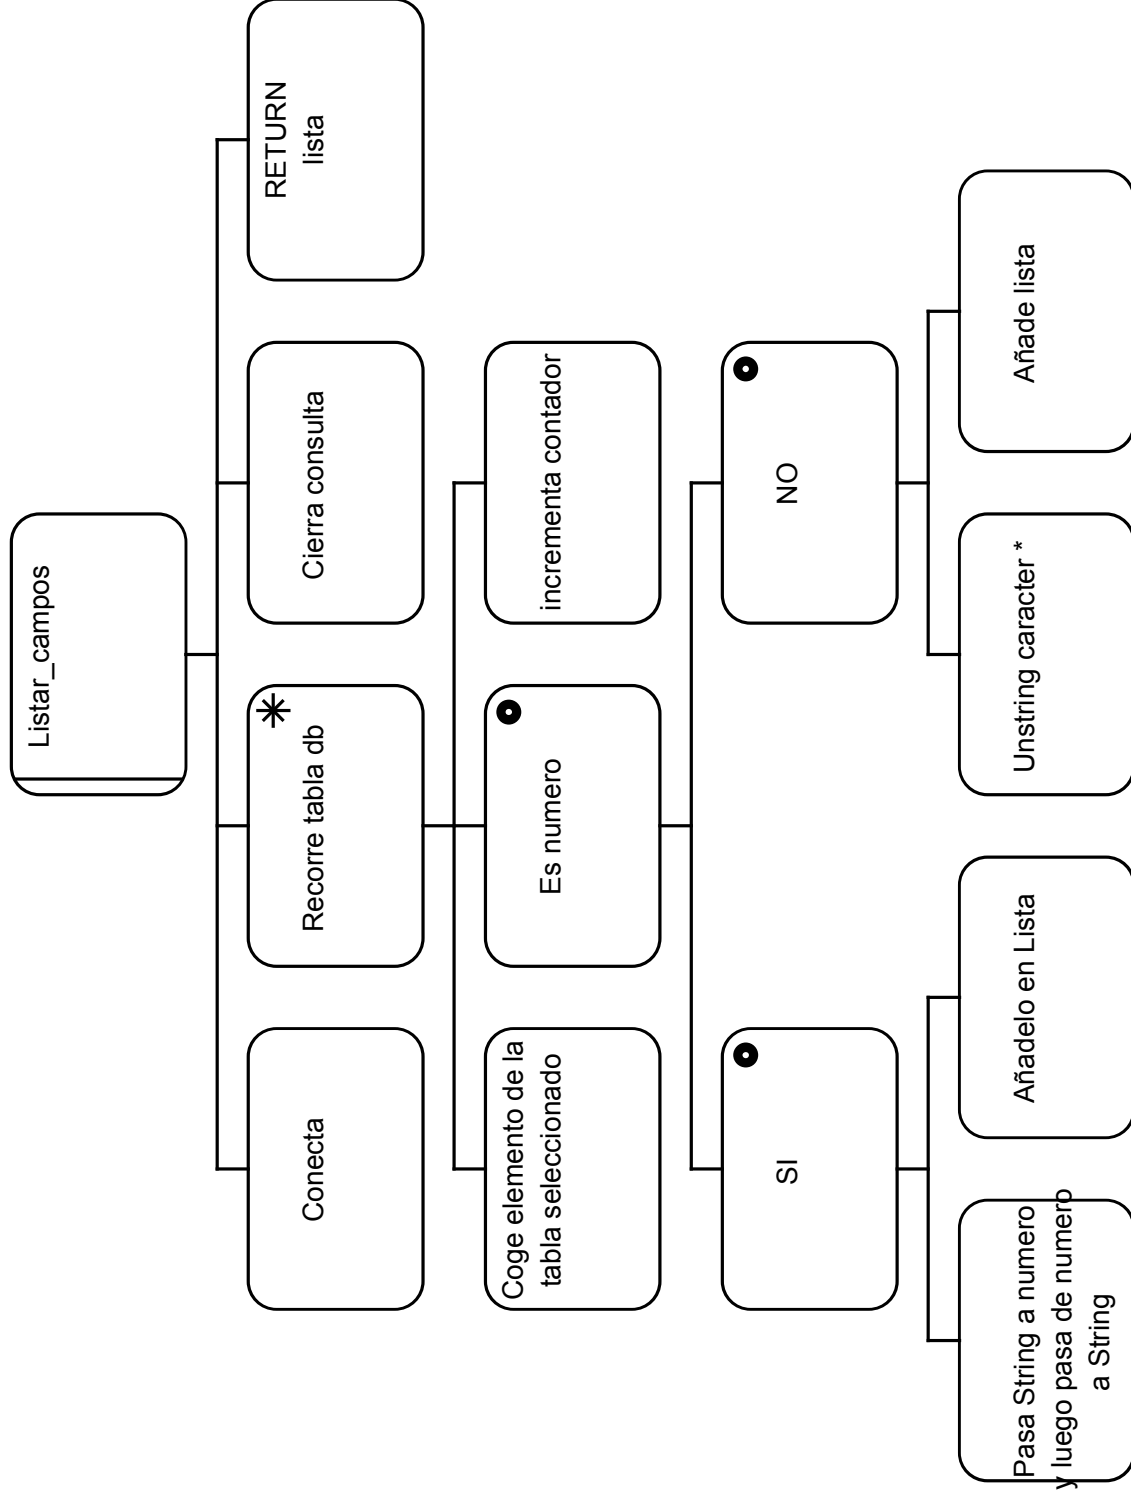 Listar_campos
Conecta
Recorre tabla db
Cierra consulta
RETURN
lista
Coge elemento de la
tabla seleccionado
Es numero
incrementa contador
SI
NO
Pasa String a numero
y luego pasa de numero
a String
Añadelo en Lista
Unstring caracter *
Añade lista